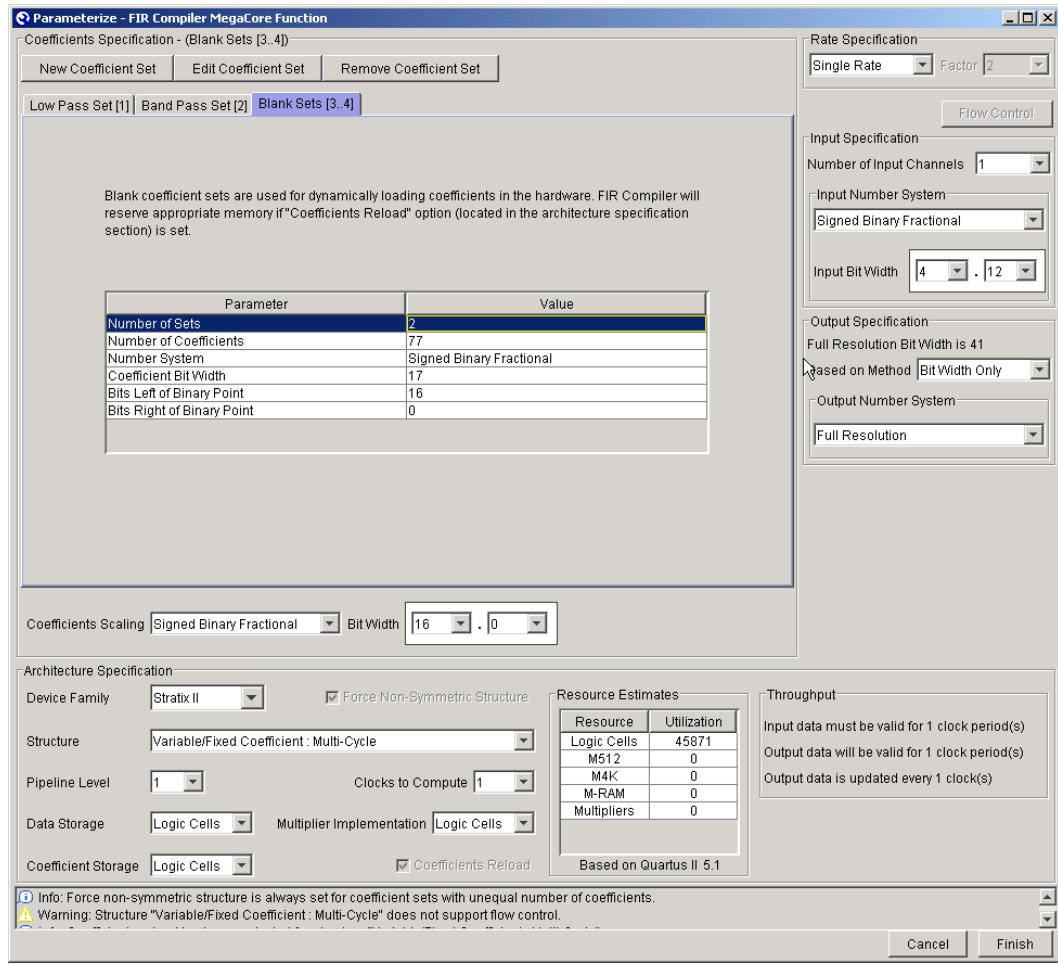 Parameterize - FIR Compiler MegaCore Function
Coefficients Specification - (Blank Sets [3..4])
New Coefficient Set Edit Coefficient Set Remove Coefficient Set
Low Pass Set [1] Band Pass Set [2] Blank Sets [3..4]
Blank coefficient sets are used for dynamically loading coefficients in the hardware. FIR Compiler will
reserve appropriate memory if "Coefficients Reload" option (located in the architecture specification
section) is set.
Parameter Value
Number of Sets 2
Number of Coefficients 77
Number System Signed Binary Fractional
Coefficient Bit Width 17
Bits Left of Binary Point 16
Bits Right of Binary Point 0
Coefficients Scaling Signed Binary Fractional Bit Width 16 . 0
Rate Specification
Single Rate Factor 2
Flow Control
Input Specification
Number of Input Channels 1
Input Number System
Signed Binary Fractional
Input Bit Width 4 . 12
Output Specification
Full Resolution Bit Width is 41
Based on Method Bit Width Only
Output Number System
Full Resolution
Architecture Specification
Device Family Stratix II Force Non-Symmetric Structure
Structure Variable/Fixed Coefficient : Multi-Cycle
Pipeline Level 1 Clocks to Compute 1
Data Storage Logic Cells Multiplier Implementation Logic Cells
Coefficient Storage Logic Cells Coefficients Reload
Resource Estimates
Resource Utilization
Logic Cells 45871
M512 0
M4K 0
M-RAM 0
Multipliers 0
Based on Quartus II 5.1
Throughput
Input data must be valid for 1 clock period(s)
Output data will be valid for 1 clock period(s)
Output data is updated every 1 clock(s)
Info: Force non-symmetric structure is always set for coefficient sets with unequal number of coefficients.
Warning: Structure "Variable/Fixed Coefficient : Multi-Cycle" does not support flow control.
Cancel Finish